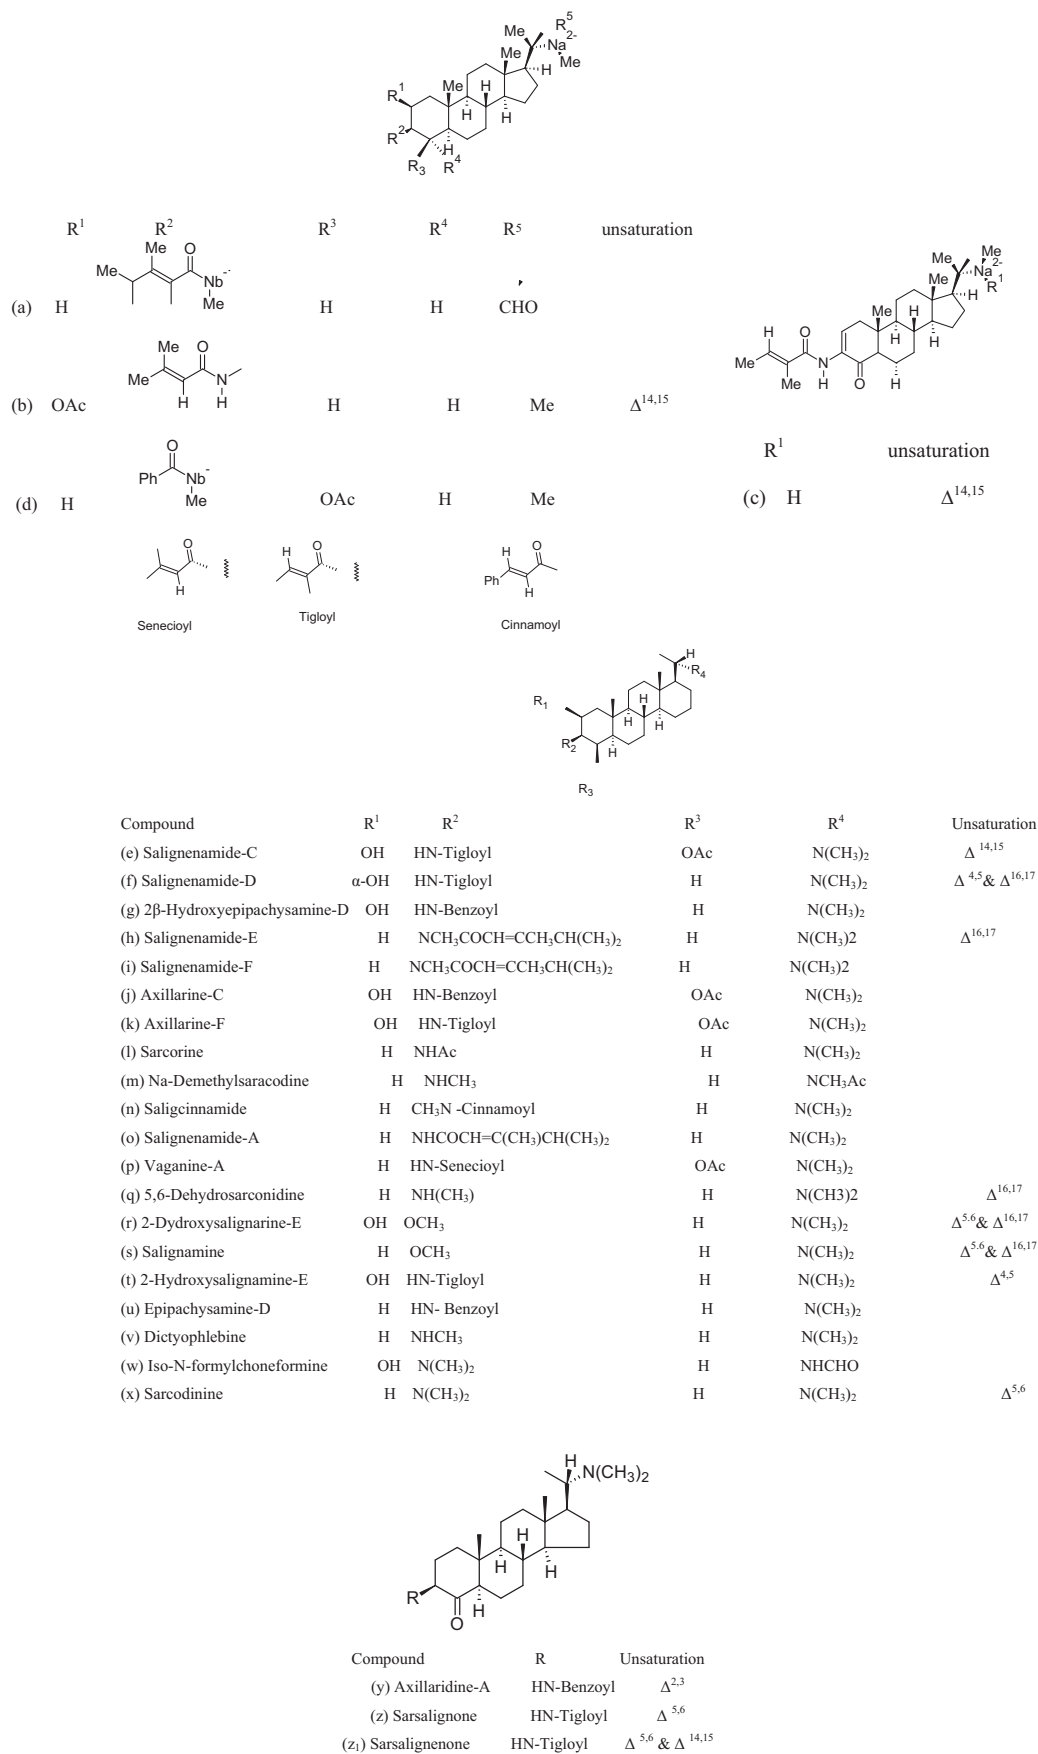 R5
Me
Na
2-
Me
Me
H
Me
H
R1
H
H
R2
H
R3
R4
R1 R2 R3 R4 R5 unsaturation
Me
O
Me
Nb
Me
(a) H H H CHO
Me
O
Me
N
H
H
(b) OAc H H Me Δ14,15
O
Ph
Nb-
Me
(d) H OAc H Me
Me
Me
Na
2-
R1
Me
H
Me
H
H
H
H
O
Me
N
Me
H
O
H
R1 unsaturation
(c) H Δ14,15
O
H
Senecioyl
H
O
Tigloyl
H
O
Ph
H
Cinnamoyl
H
R4
R1
H
H
H
R2
H
R3
Compound R1 R2 R3 R4 Unsaturation
(e) Salignenamide-C OH HN-Tigloyl OAc N(CH3)2 Δ 14,15
(f) Salignenamide-D α-OH HN-Tigloyl H N(CH3)2 Δ 4,5& Δ16,17
(g) 2β-Hydroxyepipachysamine-D OH HN-Benzoyl H N(CH3)2
(h) Salignenamide-E H NCH3COCH=CCH3CH(CH3)2 H N(CH3)2 Δ16,17
(i) Salignenamide-F H NCH3COCH=CCH3CH(CH3)2 H N(CH3)2
(j) Axillarine-C OH HN-Benzoyl OAc N(CH3)2
(k) Axillarine-F OH HN-Tigloyl OAc N(CH3)2
(l) Sarcorine H NHAc H N(CH3)2
(m) Na-Demethylsaracodine H NHCH3 H NCH3Ac
(n) Saligcinnamide H CH3N -Cinnamoyl H N(CH3)2
(o) Salignenamide-A H NHCOCH=C(CH3)CH(CH3)2 H N(CH3)2
(p) Vaganine-A H HN-Senecioyl OAc N(CH3)2
(q) 5,6-Dehydrosarconidine H NH(CH3) H N(CH3)2 Δ16,17
(r) 2-Dydroxysalignarine-E OH OCH3 H N(CH3)2 Δ5.6& Δ16,17
(s) Salignamine H OCH3 H N(CH3)2 Δ5.6& Δ16,17
(t) 2-Hydroxysalignamine-E OH HN-Tigloyl H N(CH3)2 Δ4,5
(u) Epipachysamine-D H HN- Benzoyl H N(CH3)2
(v) Dictyophlebine H NHCH3 H N(CH3)2
(w) Iso-N-formylchoneformine OH N(CH3)2 H NHCHO
(x) Sarcodinine H N(CH3)2 H N(CH3)2 Δ5,6
H
N(CH3)2
H
H
H
R
H
O
Compound R Unsaturation
(y) Axillaridine-A HN-Benzoyl Δ2,3
(z) Sarsalignone HN-Tigloyl Δ 5,6
(z1) Sarsalignenone HN-Tigloyl Δ 5,6 & Δ 14,15